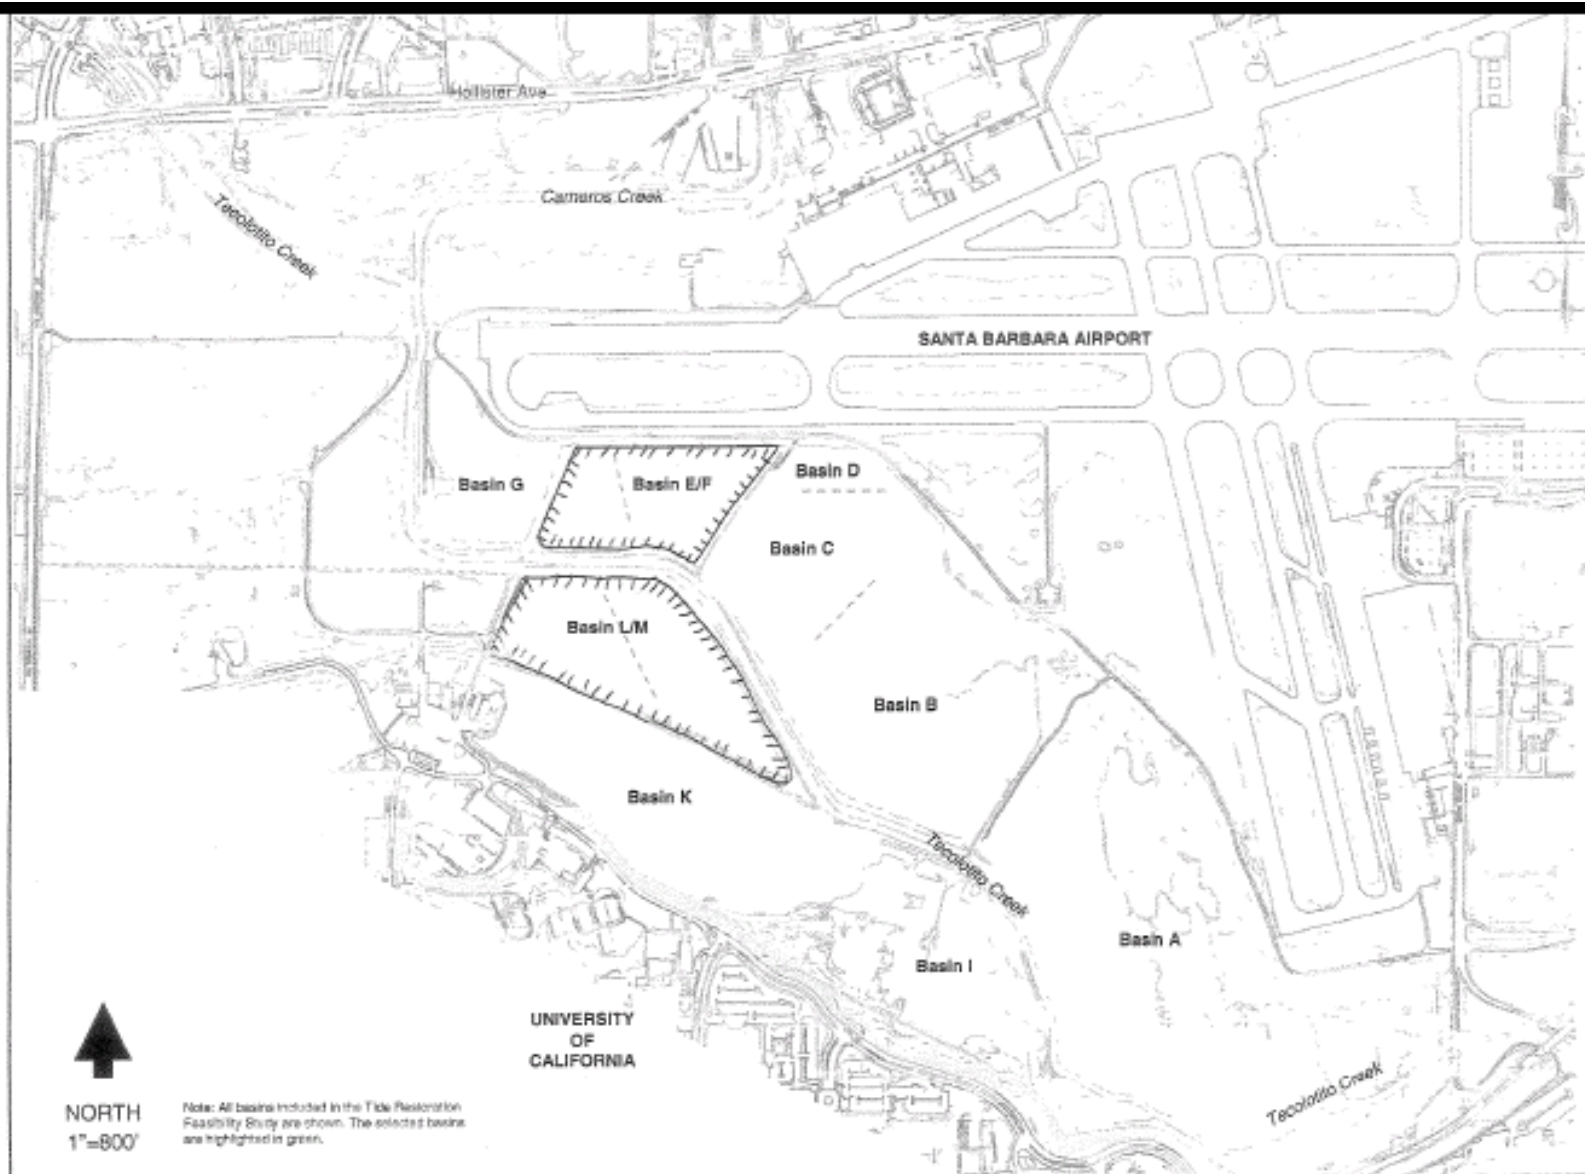 Hollister Ave
Carneros Creek
Tecolotito Creek
SANTA BARBARA AIRPORT
Basin D
Basin G
Basin E/F
Basin C
Basin L/M
Basin B
Basin K
Tecolotito Creek
Basin A
Basin I
UNIVERSITY
OF
CALIFORNIA
Tecolotito Creek
NORTH
1"=800'
Note: All basins included in the Tide Restoration
Feasibility Study are shown. The selected basins
are highlighted in green.